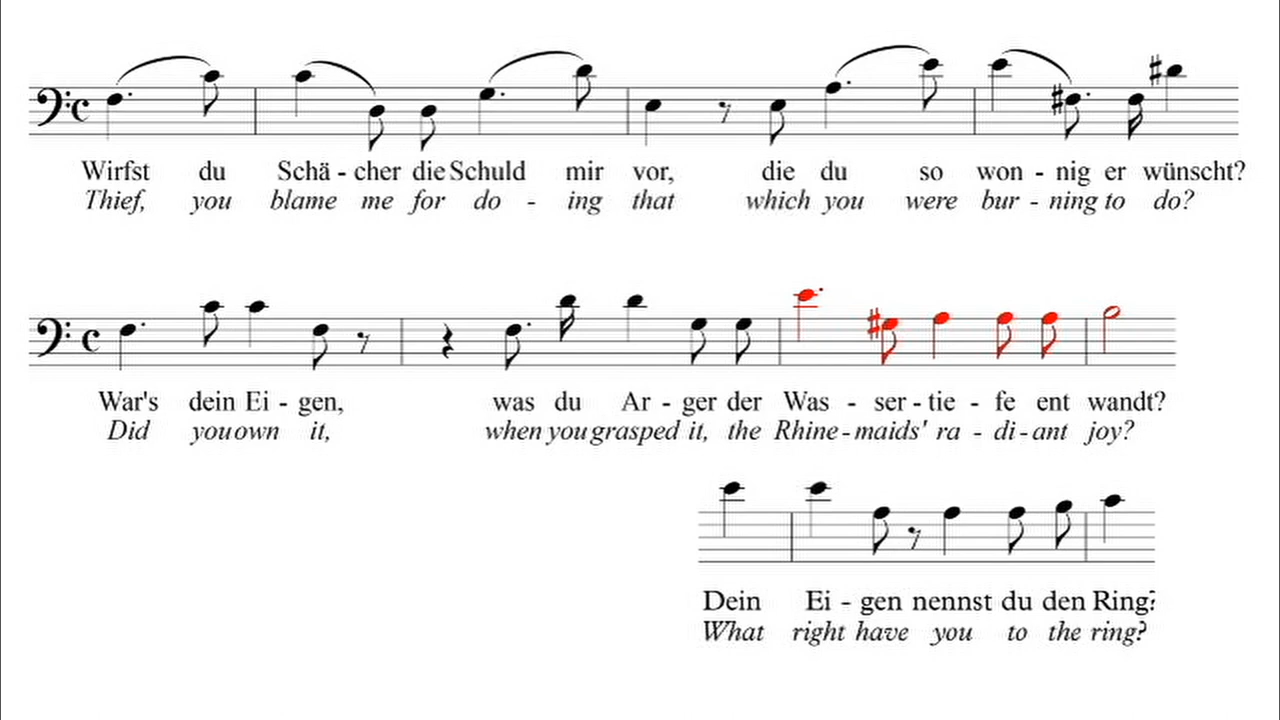 Wirfst du Schä - cher die Schuld mir vor, die du so won - nig er wünscht?
Thief, you blame me for do - ing that which you were bur - ning to do?
War's dein Ei - gen, was du Ar - ger der Was - ser - tie - fe ent wandt?
Did you own it, when you grasped it, the Rhine - maids' ra - di - ant joy?
Dein Ei - gen nennst du den Ring?
What right have you to the ring?